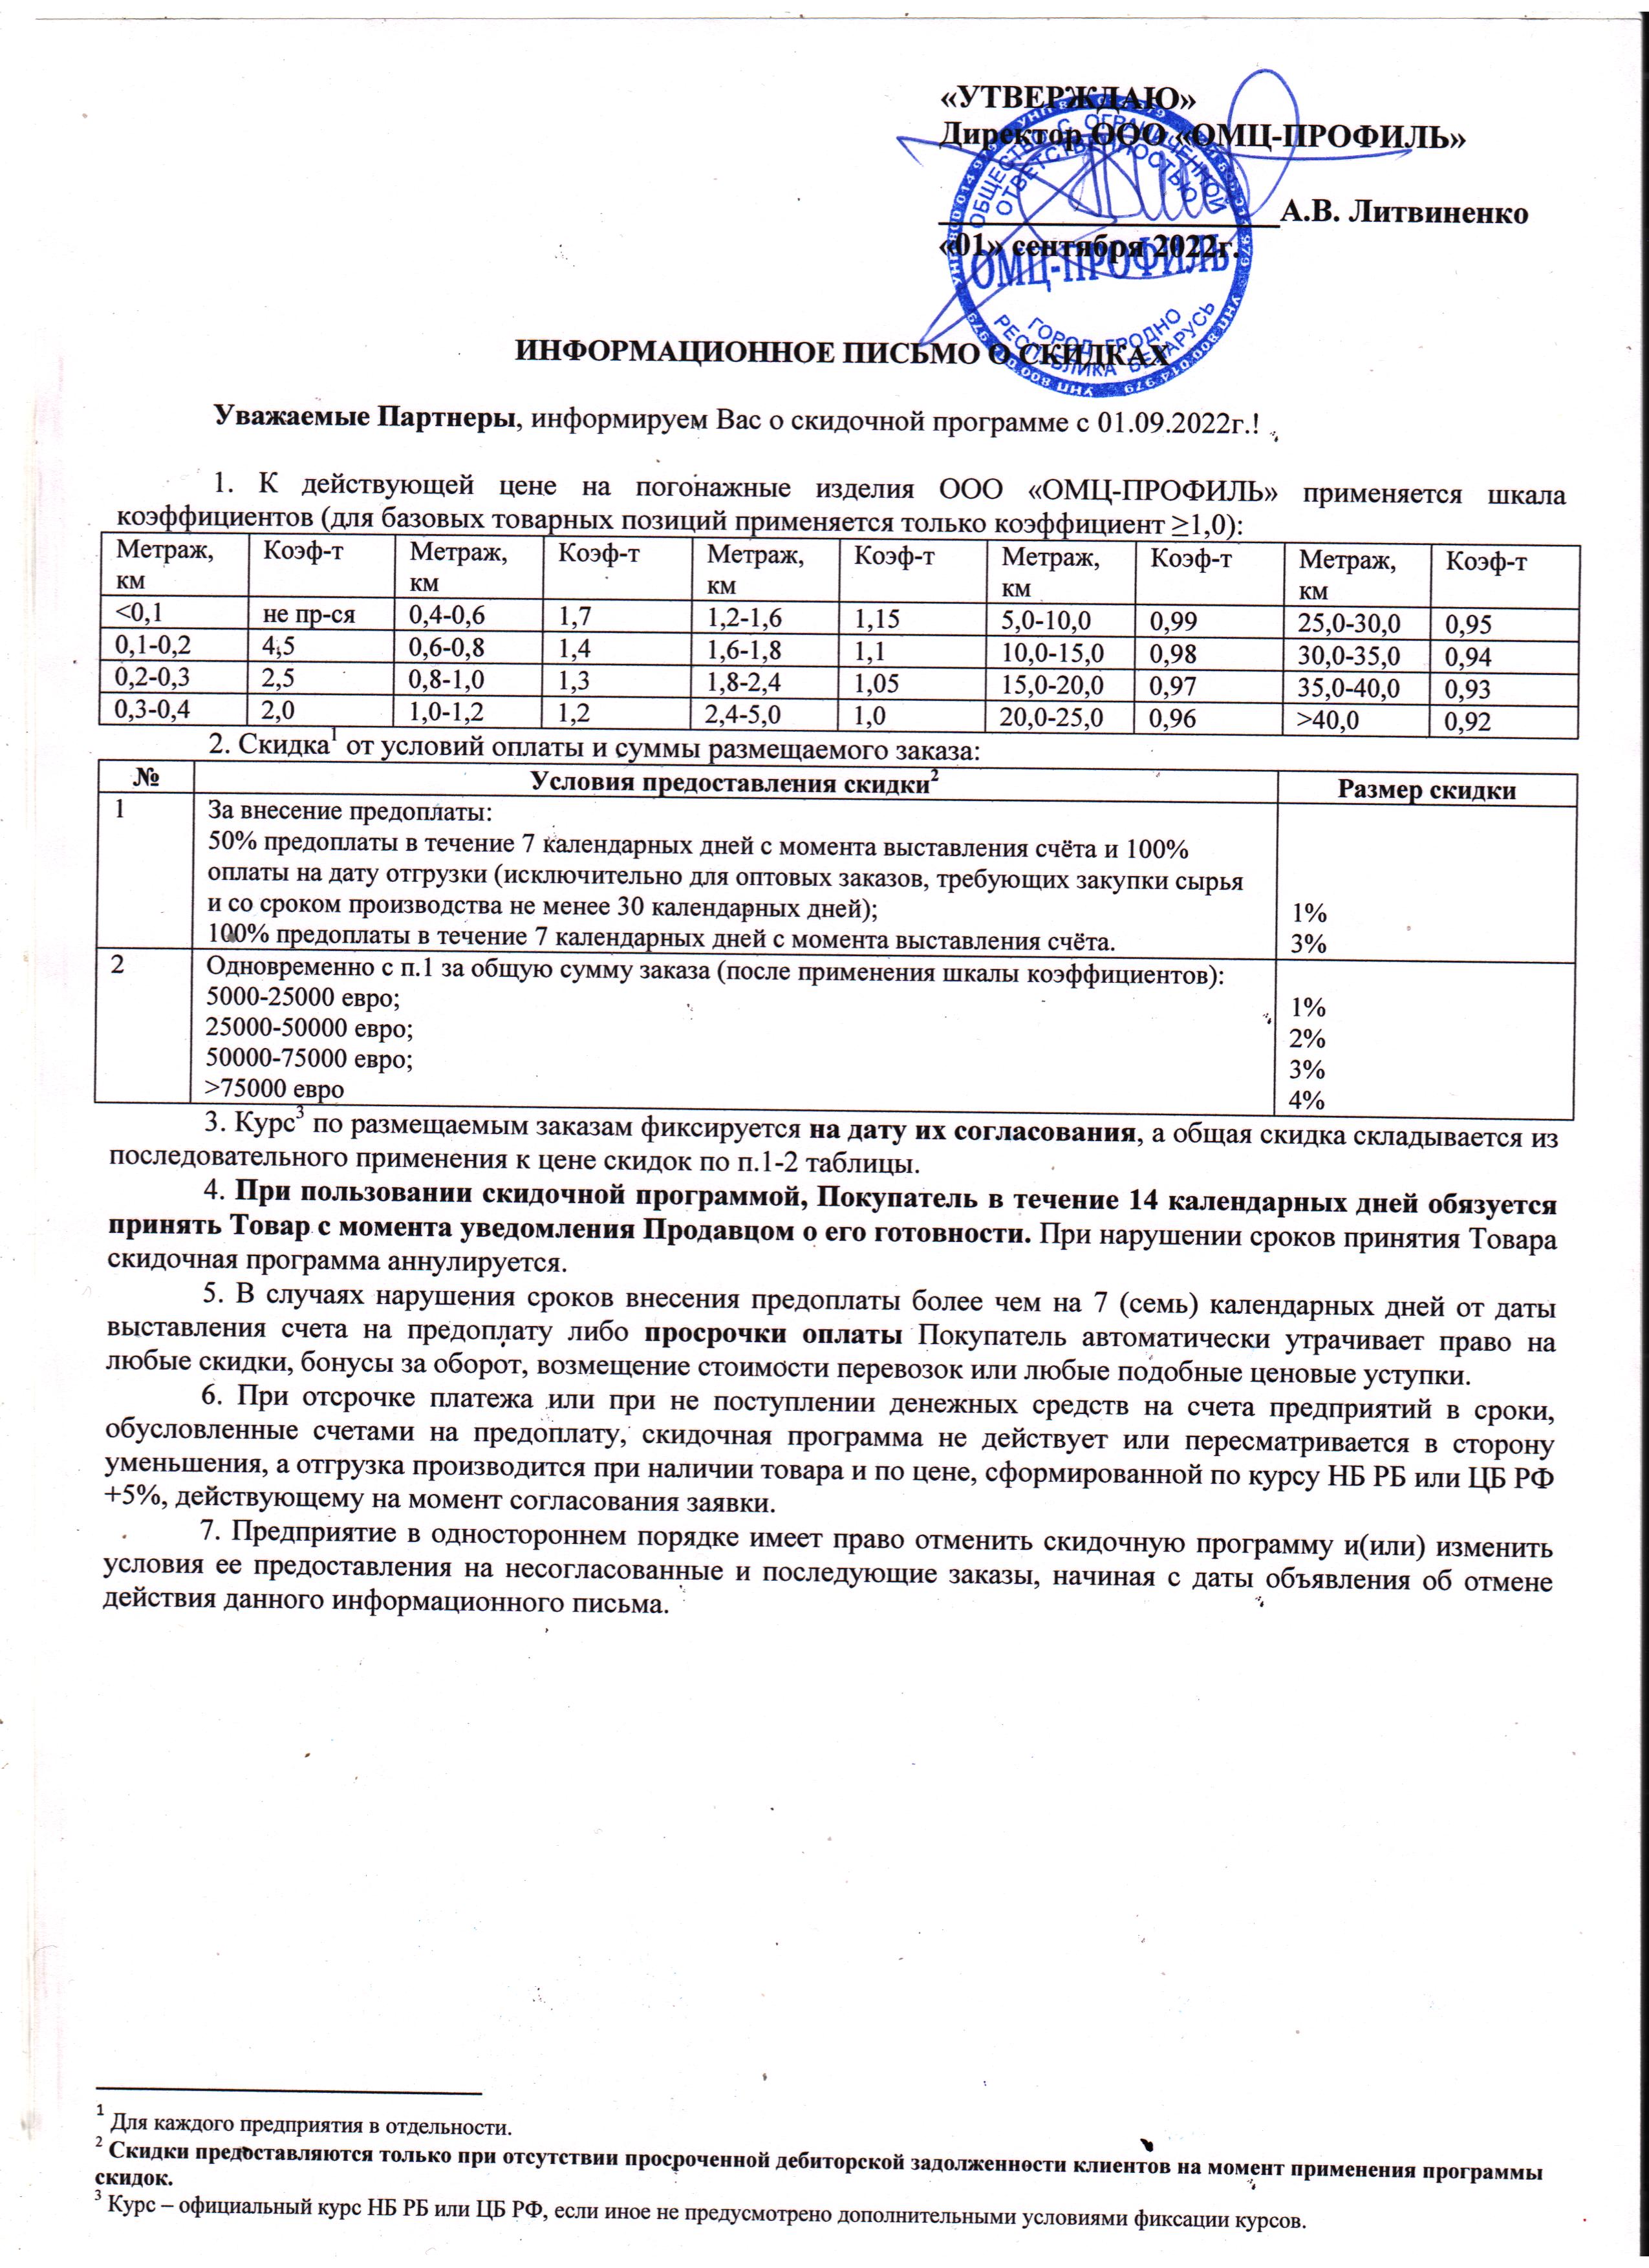 «УТВЕРЖДАЮ»
Директор ООО «ОМЦ-ПРОФИЛЬ»
А.В. Литвиненко
«01» сентября 2022г.
ОБЩЕСТВО С ОГРАНИЧЕННОЙ
ОТВЕТСТВЕННОСТЬЮ
ОМЦ-ПРОФИЛЬ
ГОРОД ГРОДНО
РЕСПУБЛИКА БЕЛАРУСЬ
УНП 800 014 979
ИНФОРМАЦИОННОЕ ПИСЬМО О СКИДКАХ
Уважаемые Партнеры, информируем Вас о скидочной программе с 01.09.2022г.!
1. К действующей цене на погонажные изделия ООО «ОМЦ-ПРОФИЛЬ» применяется шкала
коэффициентов (для базовых товарных позиций применяется только коэффициент ≥1,0):
Метраж, км Коэф-т Метраж, км Коэф-т Метраж, км Коэф-т Метраж, км Коэф-т Метраж, км Коэф-т
<0,1 не пр-ся 0,4-0,6 1,7 1,2-1,6 1,15 5,0-10,0 0,99 25,0-30,0 0,95
0,1-0,2 4,5 0,6-0,8 1,4 1,6-1,8 1,1 10,0-15,0 0,98 30,0-35,0 0,94
0,2-0,3 2,5 0,8-1,0 1,3 1,8-2,4 1,05 15,0-20,0 0,97 35,0-40,0 0,93
0,3-0,4 2,0 1,0-1,2 1,2 2,4-5,0 1,0 20,0-25,0 0,96 >40,0 0,92
2. Скидка1 от условий оплаты и суммы размещаемого заказа:
№ Условия предоставления скидки2 Размер скидки
1 За внесение предоплаты:
50% предоплаты в течение 7 календарных дней с момента выставления счёта и 100%
оплаты на дату отгрузки (исключительно для оптовых заказов, требующих закупки сырья
и со сроком производства не менее 30 календарных дней); 1%
100% предоплаты в течение 7 календарных дней с момента выставления счёта. 3%
2 Одновременно с п.1 за общую сумму заказа (после применения шкалы коэффициентов):
5000-25000 евро; 1%
25000-50000 евро; 2%
50000-75000 евро; 3%
>75000 евро 4%
3. Курс3 по размещаемым заказам фиксируется на дату их согласования, а общая скидка складывается из
последовательного применения к цене скидок по п.1-2 таблицы.
4. При пользовании скидочной программой, Покупатель в течение 14 календарных дней обязуется
принять Товар с момента уведомления Продавцом о его готовности. При нарушении сроков принятия Товара
скидочная программа аннулируется.
5. В случаях нарушения сроков внесения предоплаты более чем на 7 (семь) календарных дней от даты
выставления счета на предоплату либо просрочки оплаты Покупатель автоматически утрачивает право на
любые скидки, бонусы за оборот, возмещение стоимости перевозок или любые подобные ценовые уступки.
6. При отсрочке платежа или при не поступлении денежных средств на счета предприятий в сроки,
обусловленные счетами на предоплату, скидочная программа не действует или пересматривается в сторону
уменьшения, а отгрузка производится при наличии товара и по цене, сформированной по курсу НБ РБ или ЦБ РФ
+5%, действующему на момент согласования заявки.
7. Предприятие в одностороннем порядке имеет право отменить скидочную программу и(или) изменить
условия ее предоставления на несогласованные и последующие заказы, начиная с даты объявления об отмене
действия данного информационного письма.
1 Для каждого предприятия в отдельности.
2 Скидки предоставляются только при отсутствии просроченной дебиторской задолженности клиентов на момент применения программы
скидок.
3 Курс – официальный курс НБ РБ или ЦБ РФ, если иное не предусмотрено дополнительными условиями фиксации курсов.